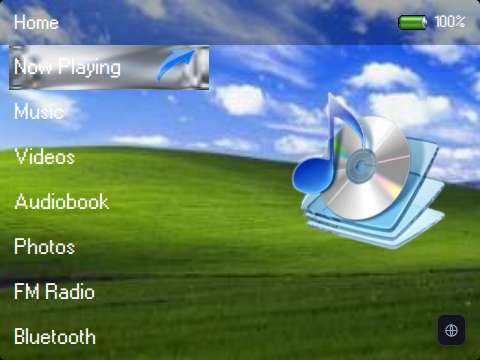 Home
100%
Now Playing
Music
Videos
Audiobook
Photos
FM Radio
Bluetooth